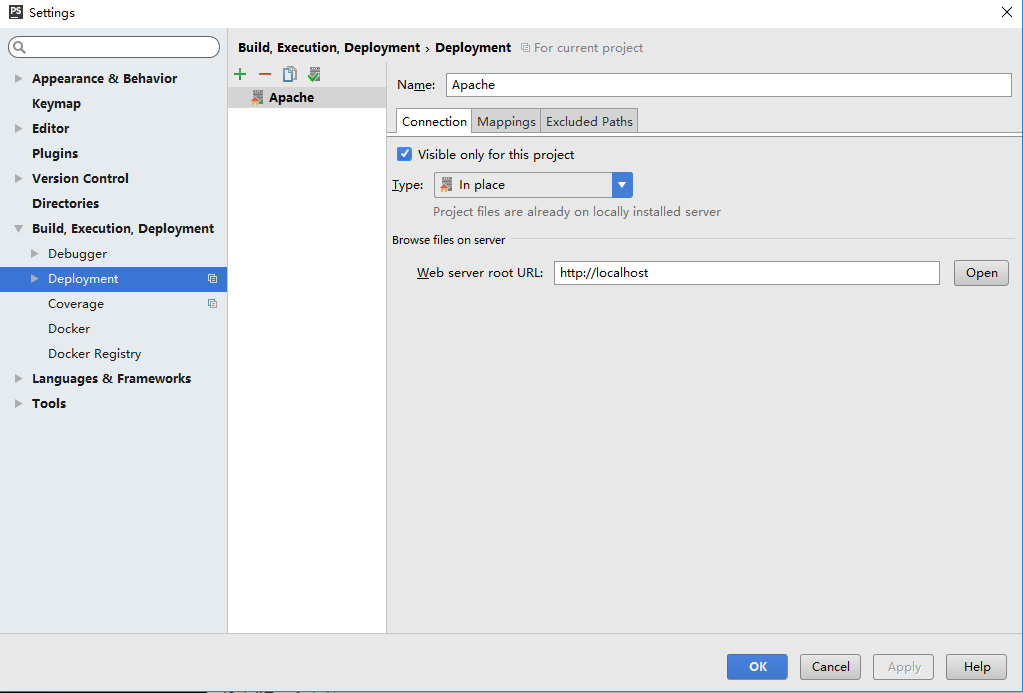 PS Settings
Build, Execution, Deployment › Deployment For current project
Appearance & Behavior
Keymap
Editor
Plugins
Version Control
Directories
Build, Execution, Deployment
Debugger
Deployment
Coverage
Docker
Docker Registry
Languages & Frameworks
Tools
Apache
Name: Apache
Connection Mappings Excluded Paths
Visible only for this project
Type: In place
Project files are already on locally installed server
Browse files on server
Web server root URL: http://localhost Open
OK Cancel Apply Help